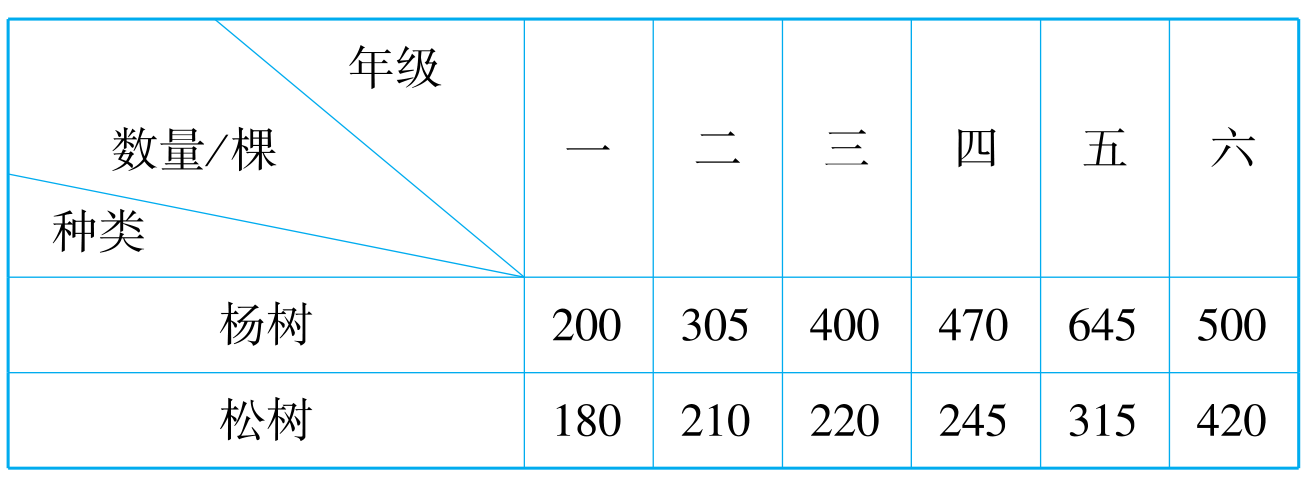 年级
数量/棵
种类
一 二 三 四 五 六
杨树 200 305 400 470 645 500
松树 180 210 220 245 315 420